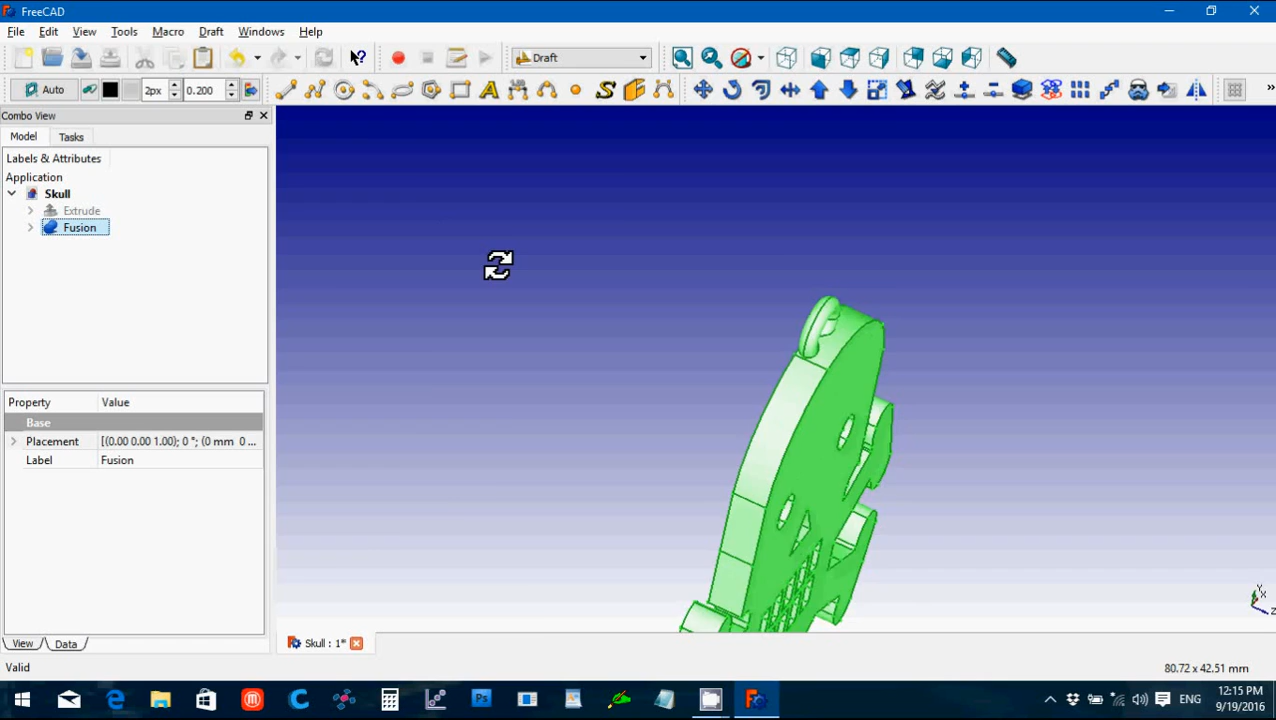 FreeCAD
File Edit View Tools Macro Draft Windows Help
Draft
Auto 2px 0.200 A S »
Combo View
Model Tasks
Labels & Attributes
Application
Skull
Extrude
Fusion
Property Value
Base
Placement [(0.00 0.00 1.00); 0 °; (0 mm 0 ...
Label Fusion
View Data
Skull : 1*
Valid
80.72 x 42.51 mm
ENG
12:15 PM
9/19/2016